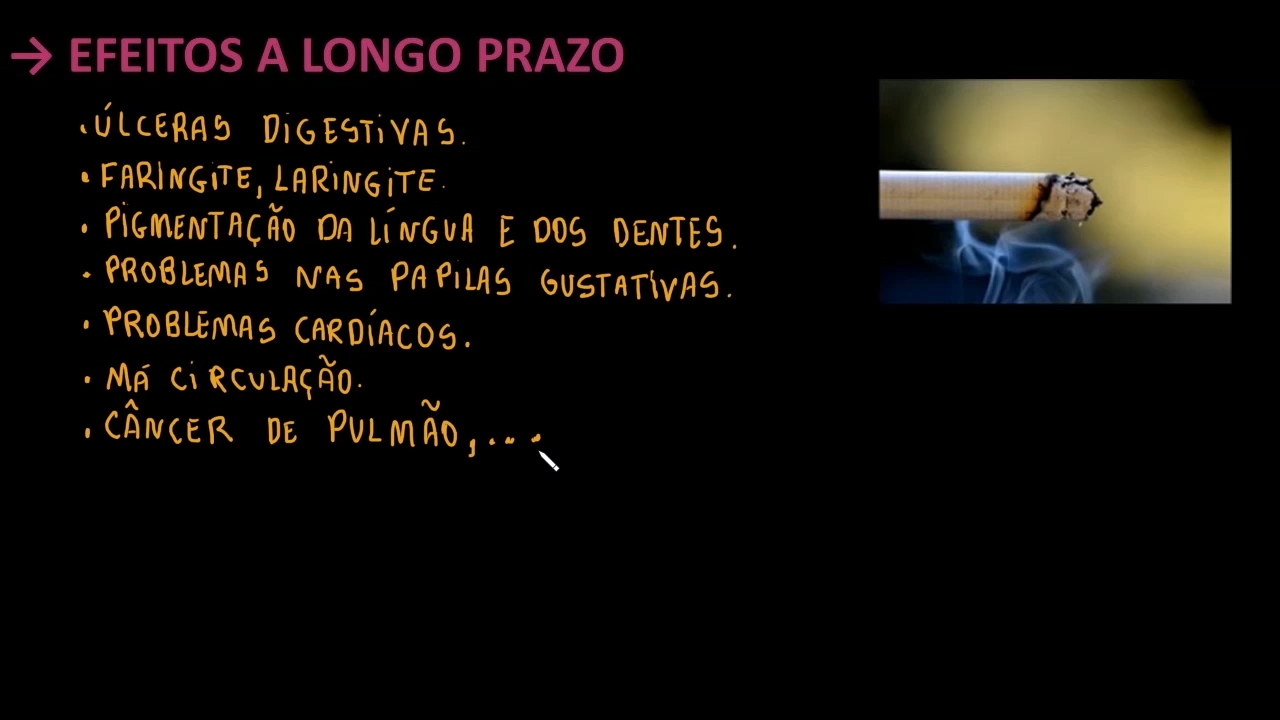 → EFEITOS A LONGO PRAZO
• ÚLCERAS DIGESTIVAS.
• FARINGITE, LARINGITE.
• PIGMENTAÇÃO DA LÍNGUA E DOS DENTES.
• PROBLEMAS NAS PAPILAS GUSTATIVAS.
• PROBLEMAS CARDÍACOS.
• MÁ CIRCULAÇÃO.
• CÂNCER DE PULMÃO,...